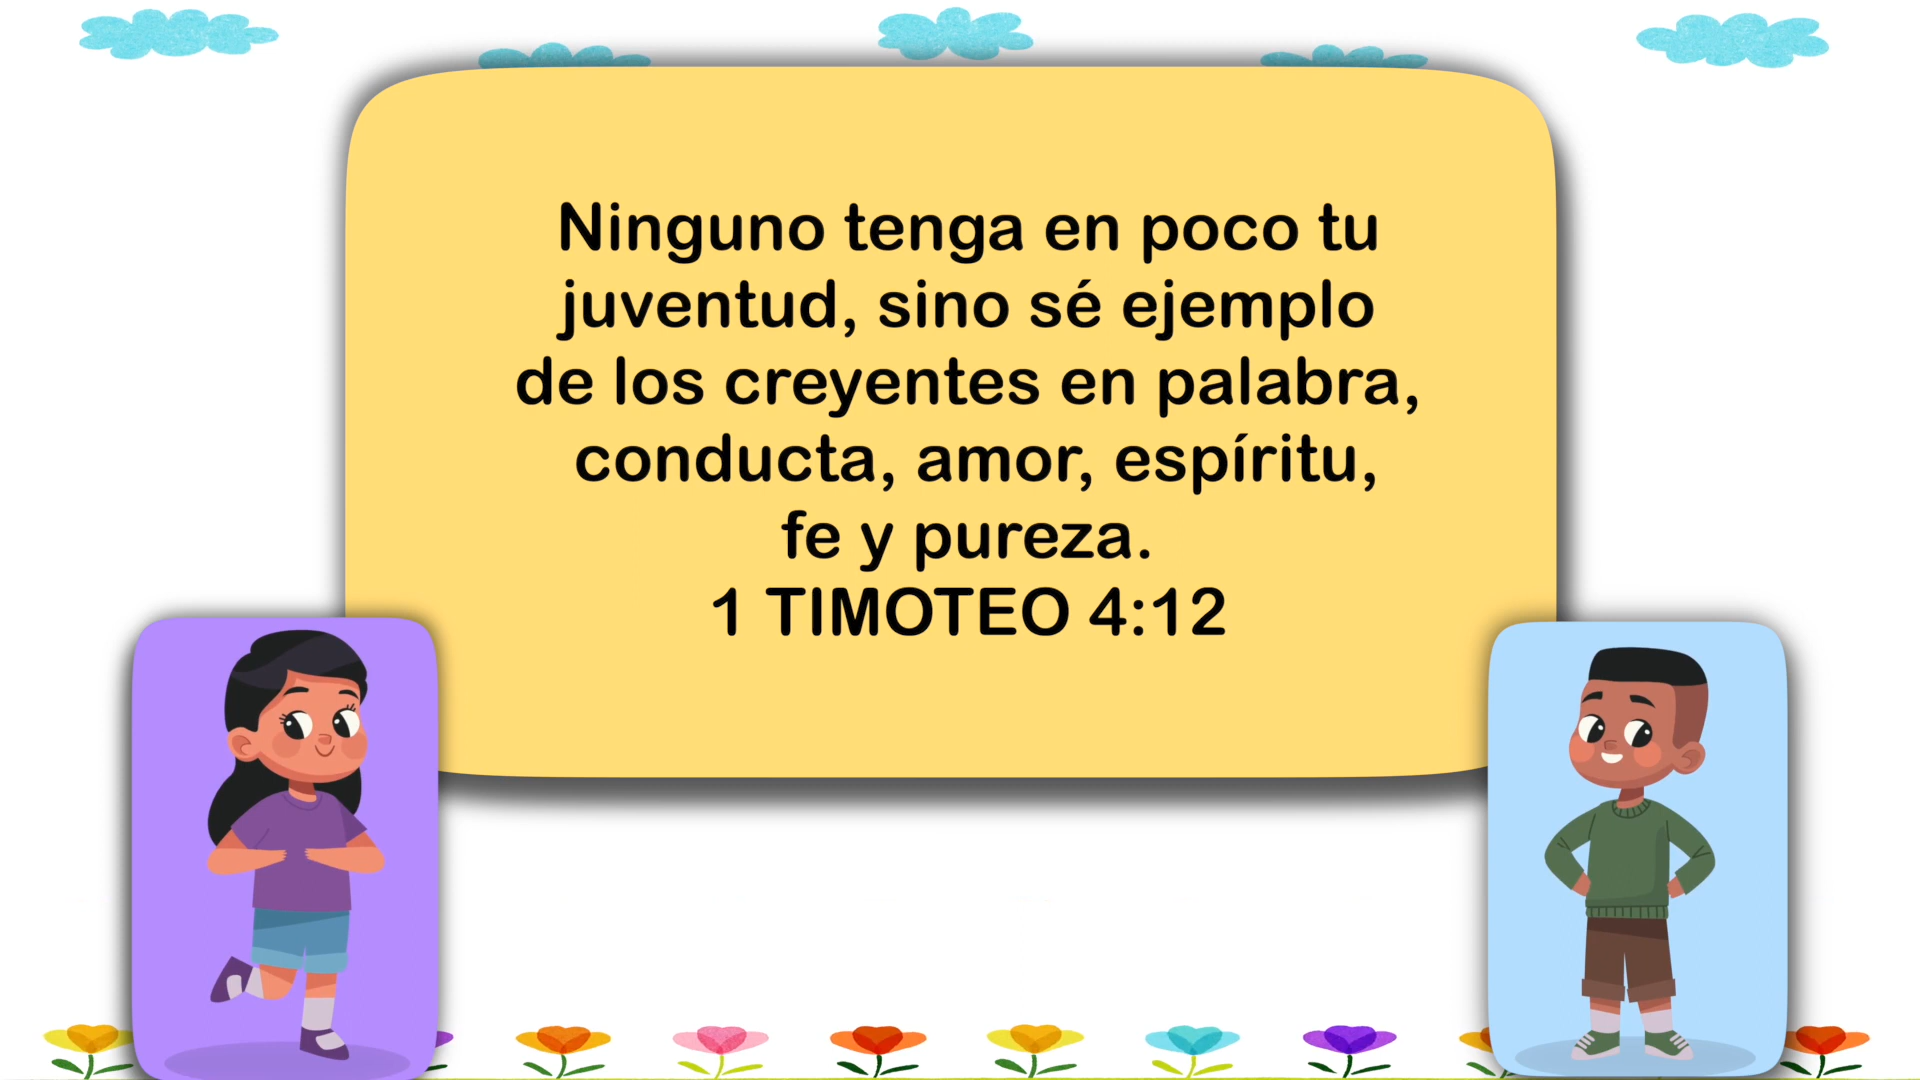 Ninguno tenga en poco tu
juventud, sino sé ejemplo
de los creyentes en palabra,
conducta, amor, espíritu,
fe y pureza.
1 TIMOTEO 4:12